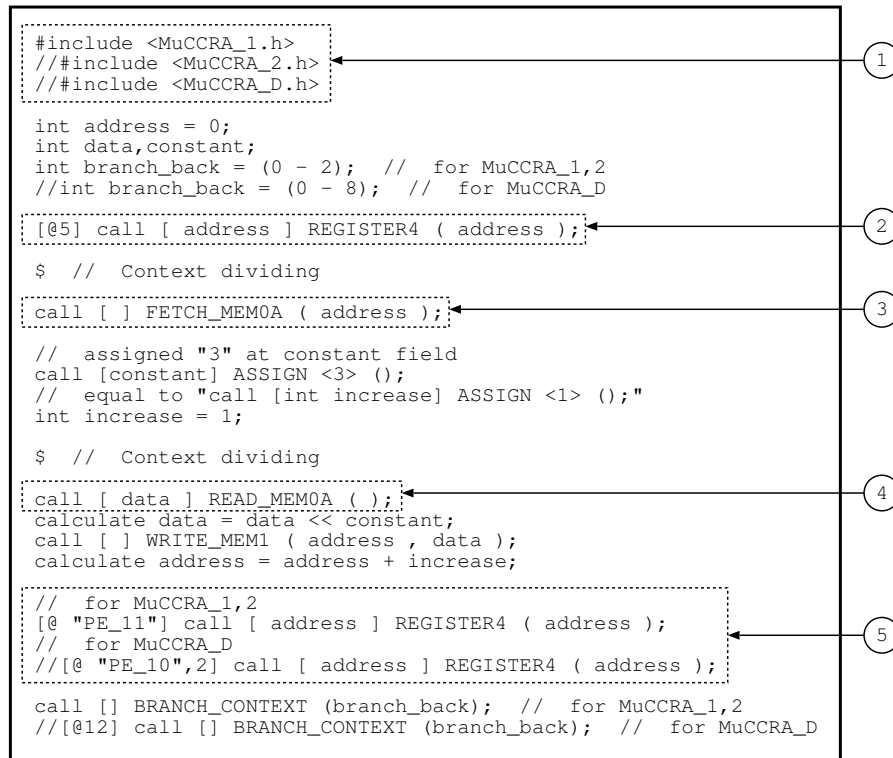 #include <MuCCRA_1.h>
//#include <MuCCRA_2.h>
//#include <MuCCRA_D.h>
1
int address = 0;
int data,constant;
int branch_back = (0 – 2);  //  for MuCCRA_1,2
//int branch_back = (0 – 8);  //  for MuCCRA_D
[@5] call [ address ] REGISTER4 ( address );
2
$  //  Context dividing
call [ ] FETCH_MEM0A ( address );
3
//  assigned "3" at constant field
call [constant] ASSIGN <3> ();
//  equal to "call [int increase] ASSIGN <1> ();"
int increase = 1;
$  //  Context dividing
call [ data ] READ_MEM0A ( );
4
calculate data = data << constant;
call [ ] WRITE_MEM1 ( address , data );
calculate address = address + increase;
//  for MuCCRA_1,2
[@ "PE_11"] call [ address ] REGISTER4 ( address );
//  for MuCCRA_D
//[@ "PE_10",2] call [ address ] REGISTER4 ( address );
5
call [] BRANCH_CONTEXT (branch_back);  //  for MuCCRA_1,2
//[@12] call [] BRANCH_CONTEXT (branch_back);  //  for MuCCRA_D